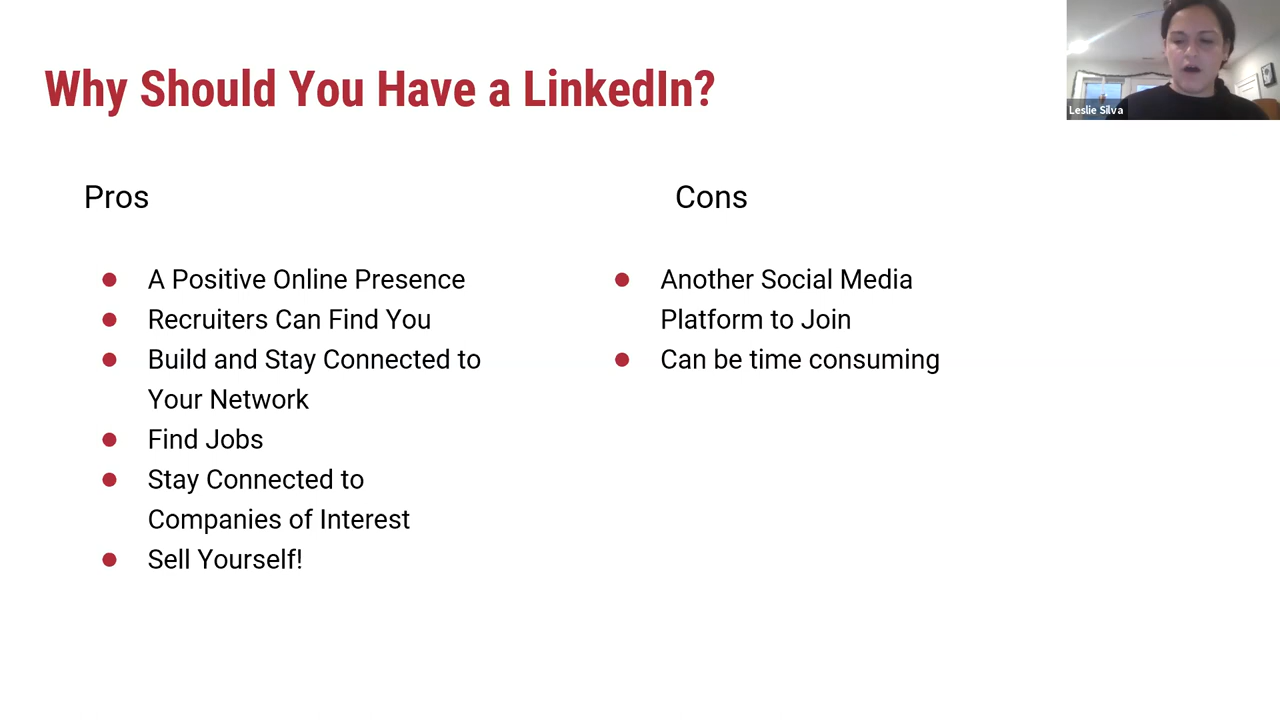 Why Should You Have a LinkedIn?
Leslie Silva
Pros
A Positive Online Presence
Recruiters Can Find You
Build and Stay Connected to
Your Network
Find Jobs
Stay Connected to
Companies of Interest
Sell Yourself!
Cons
Another Social Media
Platform to Join
Can be time consuming